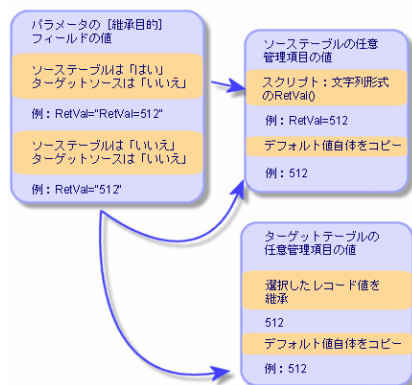 パラメータの［継承目的］
フィールドの値
ソーステーブルは「はい」
ターゲットソースは「いいえ」
例：RetVal="RetVal=512"
ソーステーブルは「いいえ」
ターゲットソースは「いいえ」
例：RetVal="512"
ソーステーブルの任意
管理項目の値
スクリプト：文字列形式
のRetVal()
例：RetVal=512
デフォルト値自体をコピー
例：512
ターゲットテーブルの
任意管理項目の値
選択したレコード値を
継承
512
デフォルト値自体をコピー
例：512